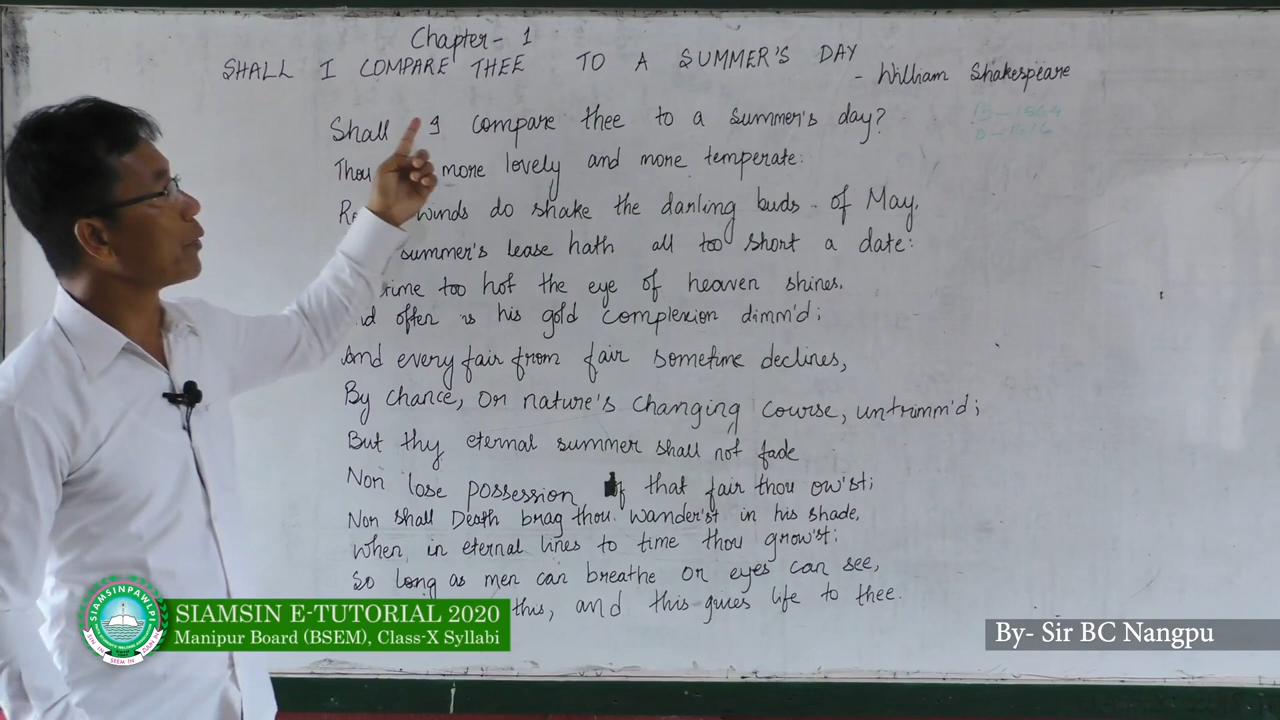 Chapter- 1
SHALL I COMPARE THEE TO A SUMMER'S DAY
- William Shakespeare
B-1564
D-1616
Shall I compare thee to a summer's day?
Thou more lovely and more temperate:
winds do shake the darling buds of May,
summer's lease hath all too short a date:
time too hot the eye of heaven shines,
is his gold complexion dimm'd;
And every fair from fair sometime declines,
By chance, or nature's changing course, untrimm'd;
But thy eternal summer shall not fade
Nor lose possession of that fair thou ow'st;
Nor shall Death brag thou wander'st in his shade,
When in eternal lines to time thou grow'st:
So long as men can breathe or eyes can see,
this, and this gives life to thee.
SIAMSINPAWLPI
SIAMSIN E-TUTORIAL 2020
Manipur Board (BSEM), Class-X Syllabi
By- Sir BC Nangpu